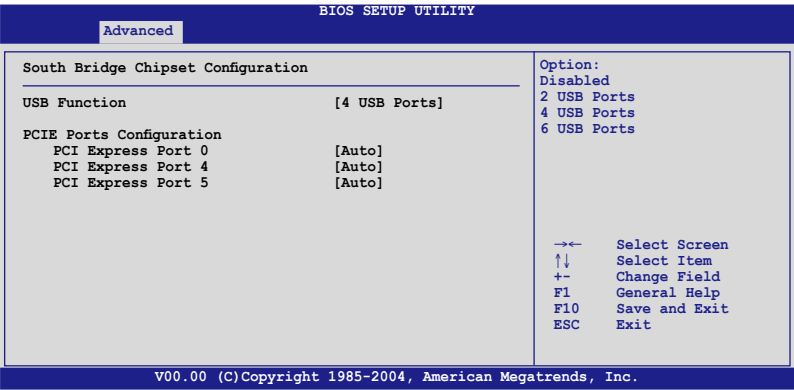 BIOS SETUP UTILITY
Advanced
South Bridge Chipset Configuration
USB Function [4 USB Ports]
PCIE Ports Configuration
PCI Express Port 0 [Auto]
PCI Express Port 4 [Auto]
PCI Express Port 5 [Auto]
Option:
Disabled
2 USB Ports
4 USB Ports
6 USB Ports
→← Select Screen
↑↓ Select Item
+- Change Field
F1 General Help
F10 Save and Exit
ESC Exit
V00.00 (C)Copyright 1985-2004, American Megatrends, Inc.